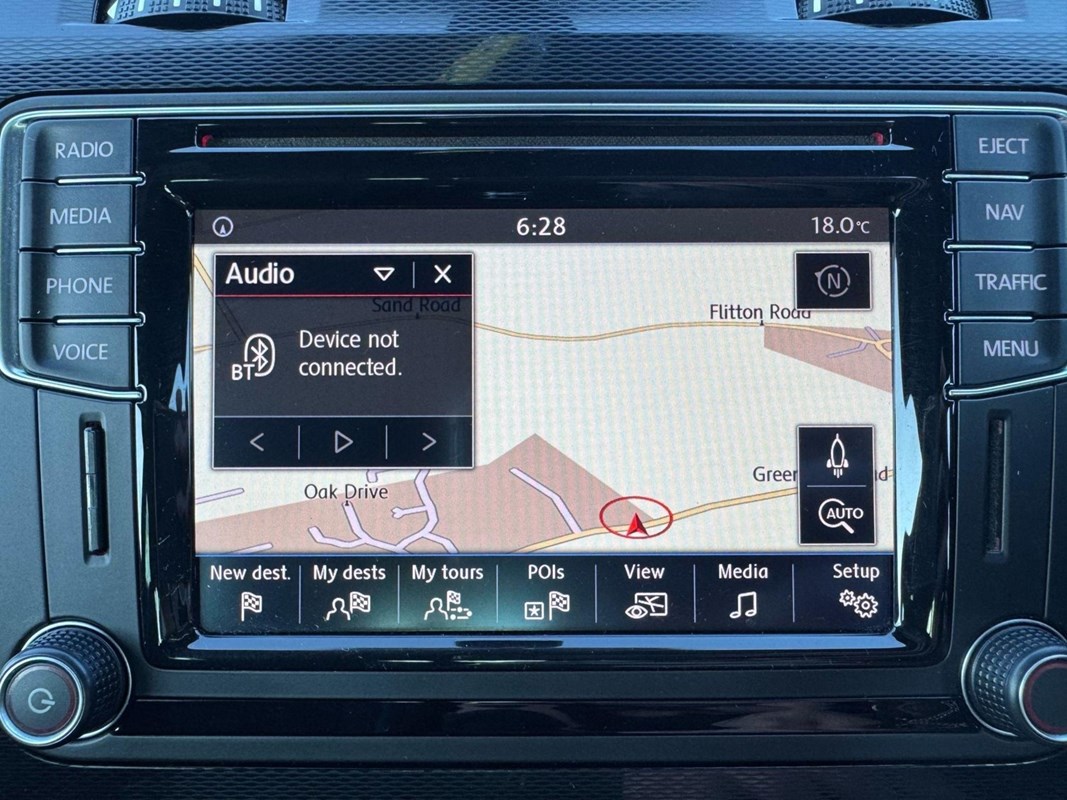 RADIO
MEDIA
PHONE
VOICE
EJECT
NAV
TRAFFIC
MENU
6:28
18.0°C
Audio
Sand Road
Device not
connected.
BT
N
Flitton Road
Oak Drive
AUTO
New dest.
My dests
My tours
POIs
View
Media
Setup